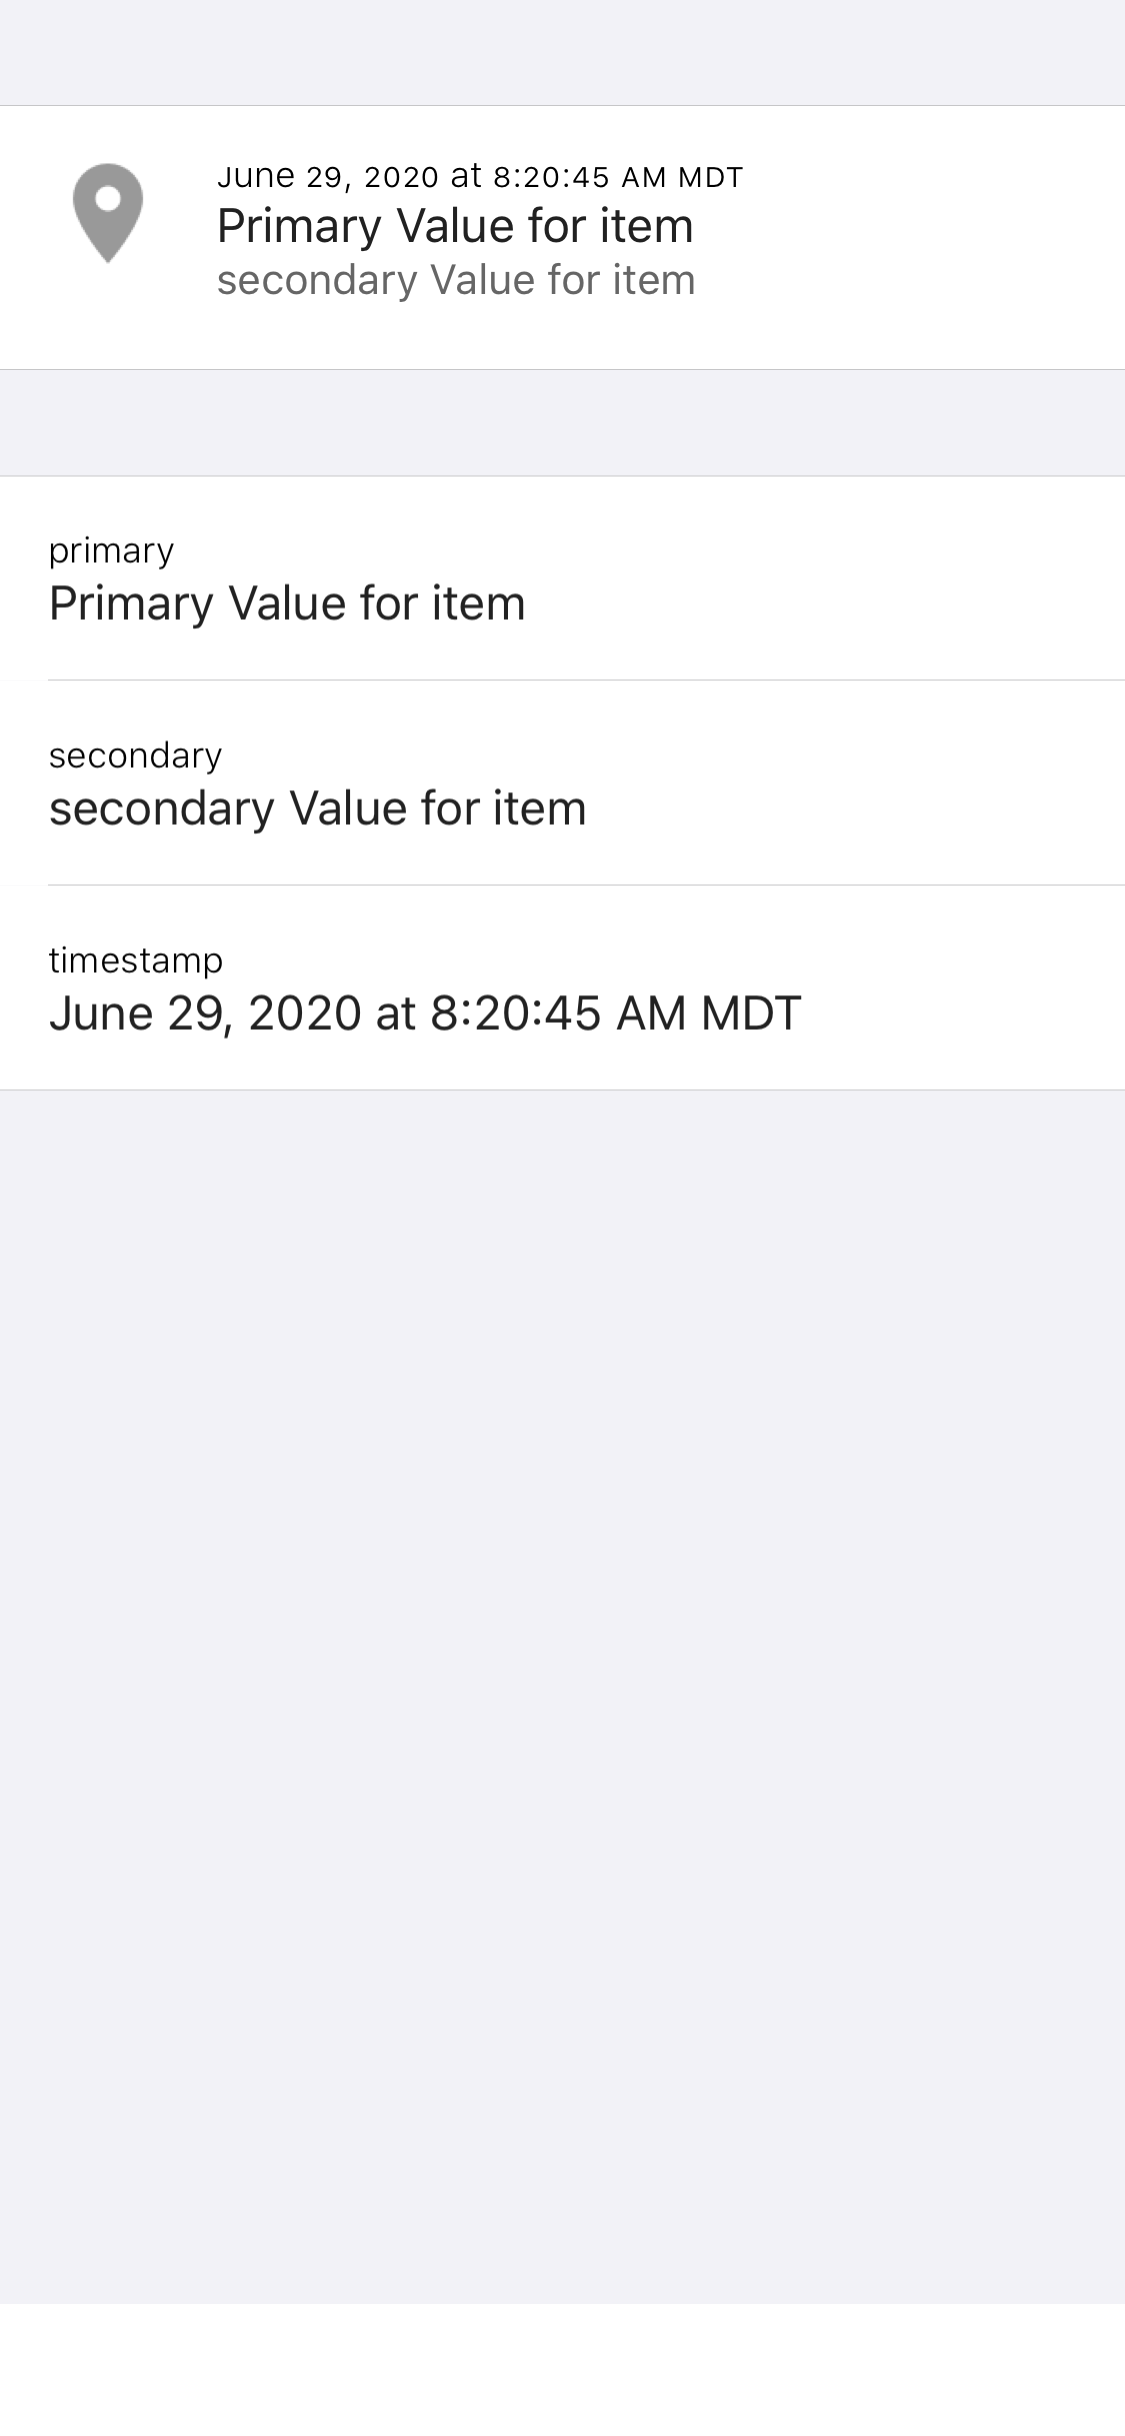 June 29, 2020 at 8:20:45 AM MDT
Primary Value for item
secondary Value for item
primary
Primary Value for item
secondary
secondary Value for item
timestamp
June 29, 2020 at 8:20:45 AM MDT